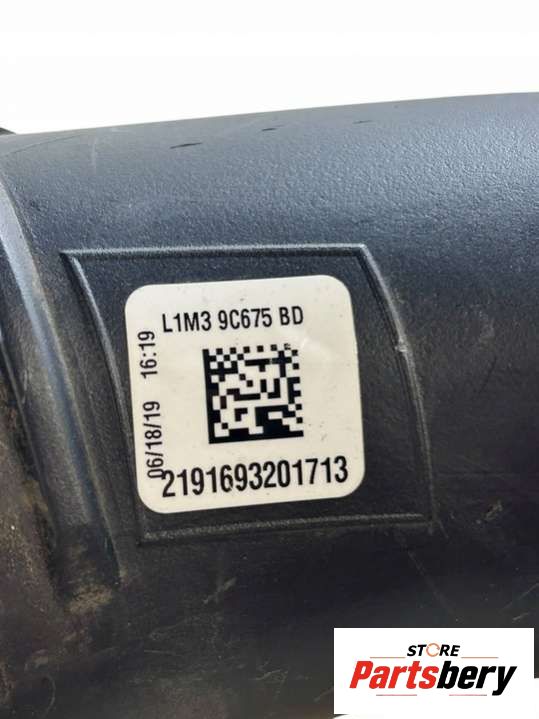 L1M3 9C675 BD
06/18/19 16:19
2191693201713
STORE
Partsbery